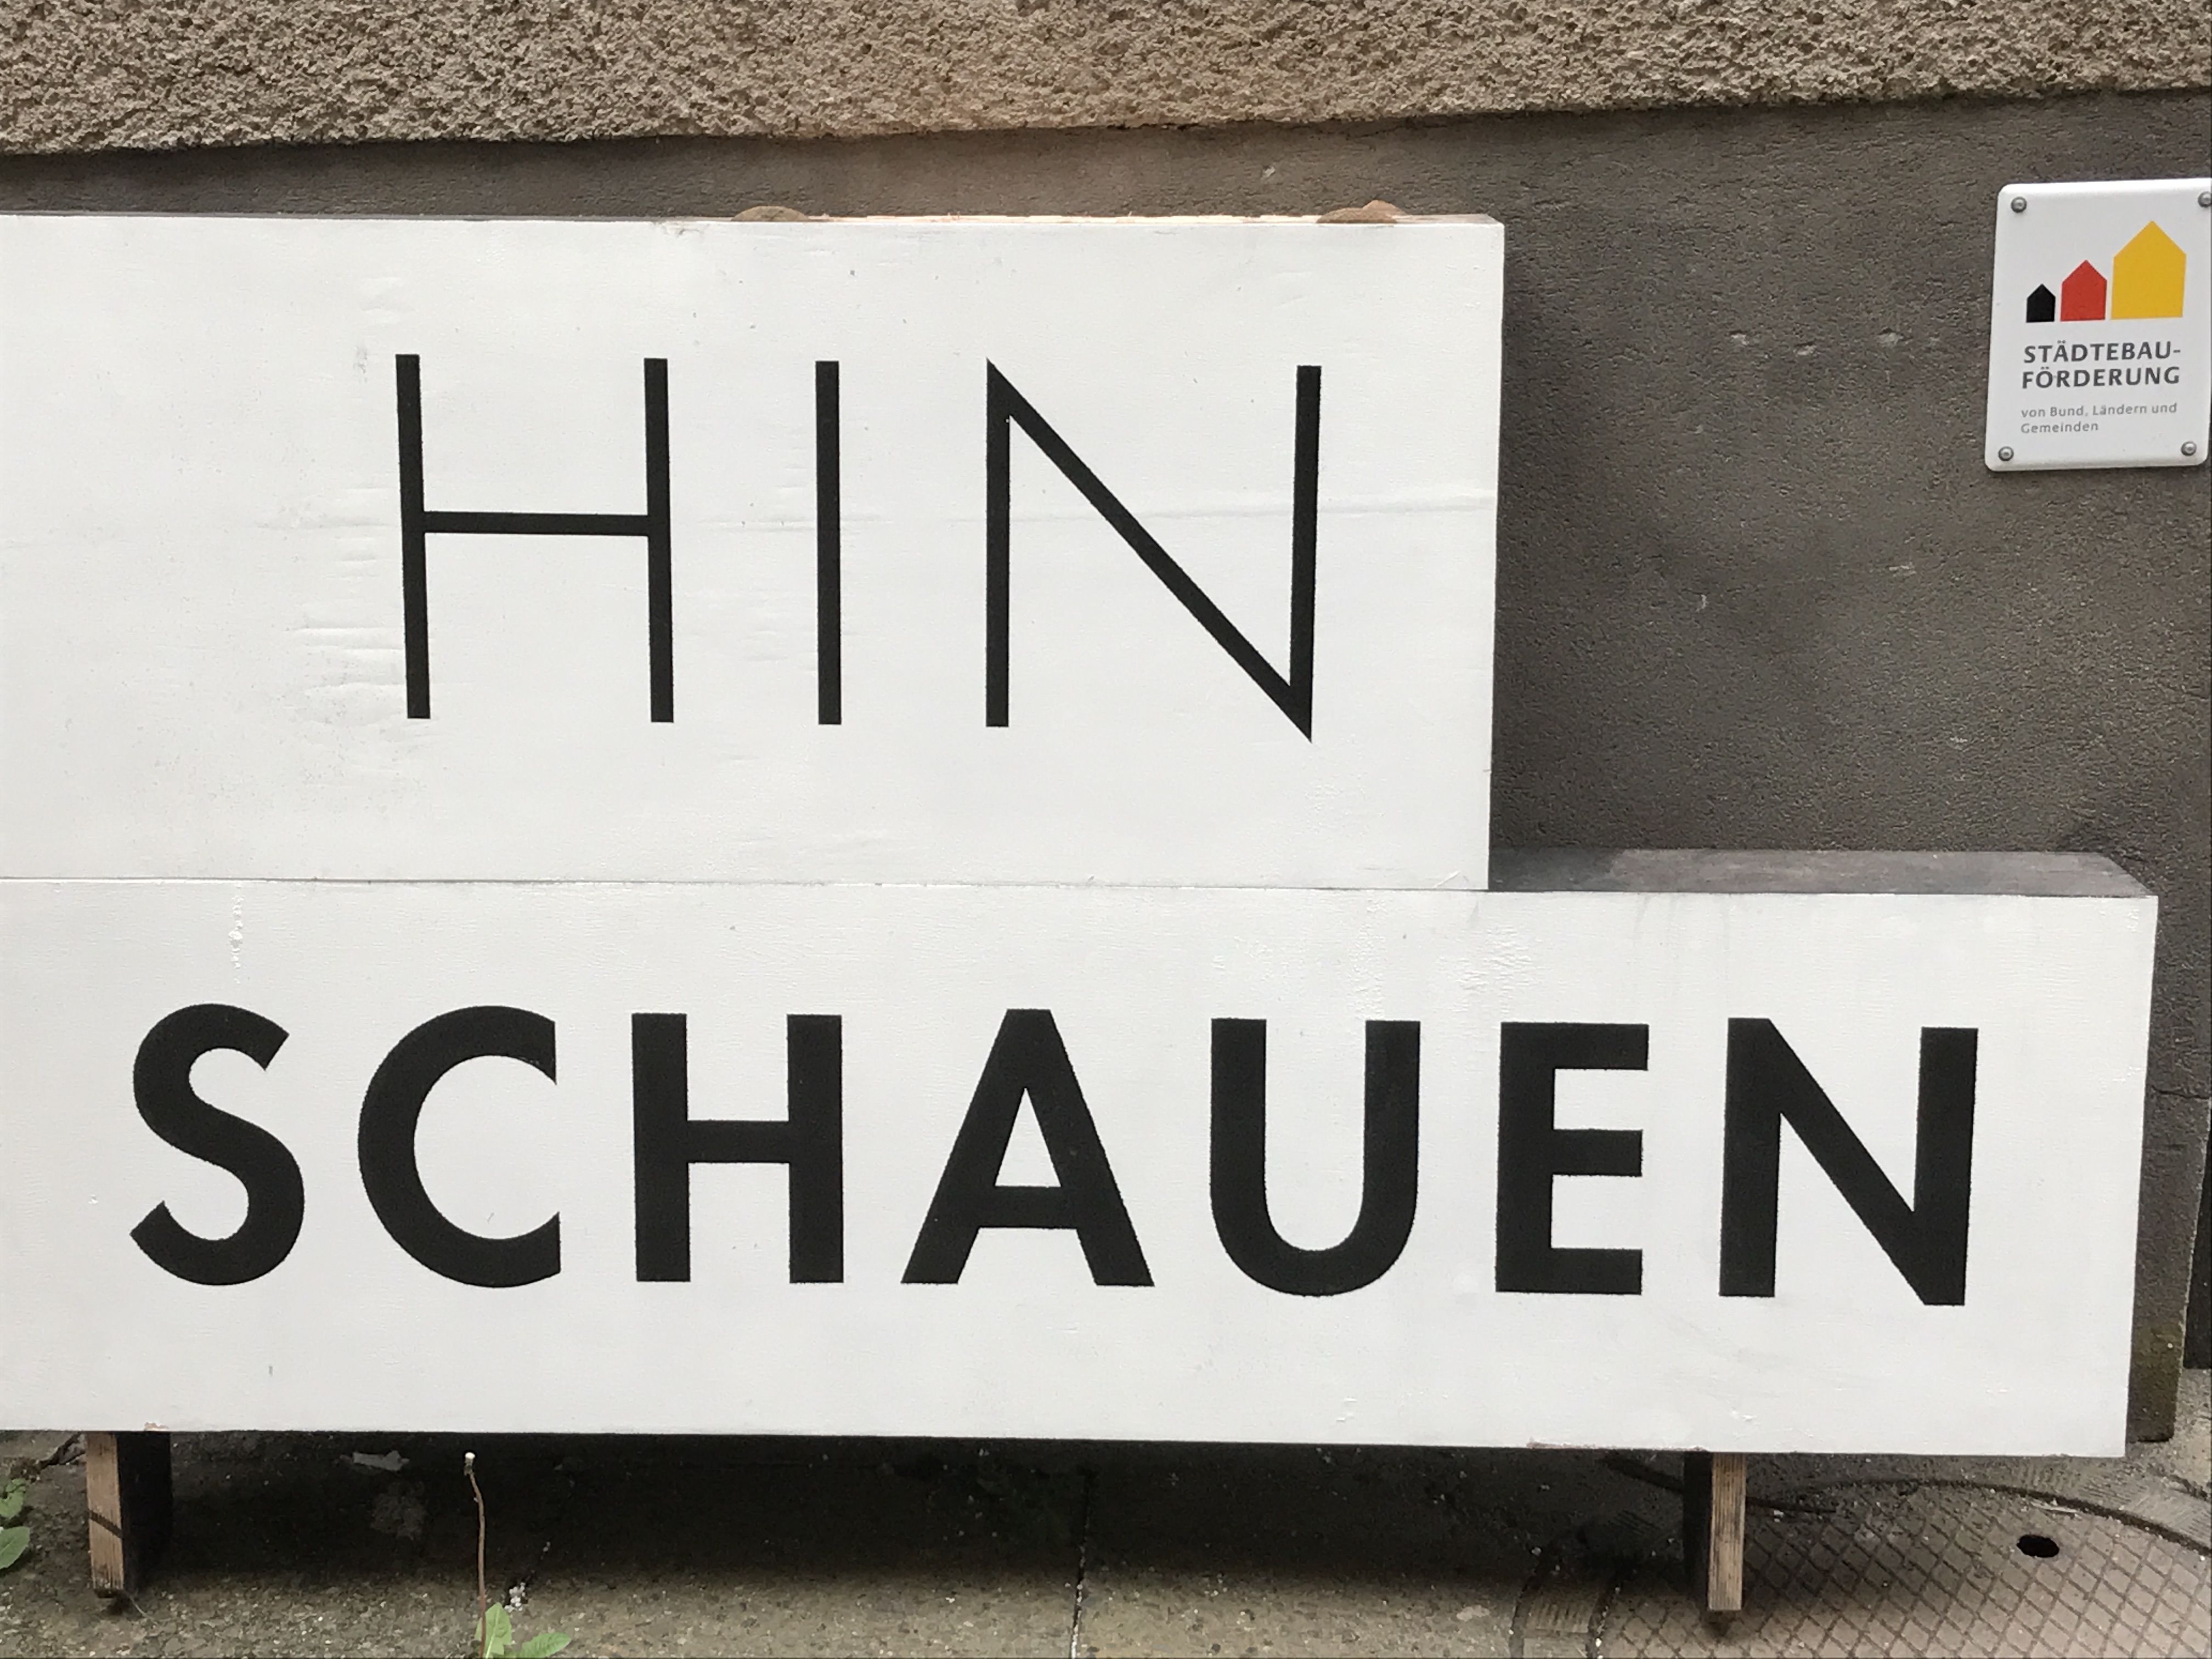 HIN
SCHAUEN
STÄDTEBAU-
FÖRDERUNG
von Bund, Ländern und
Gemeinden